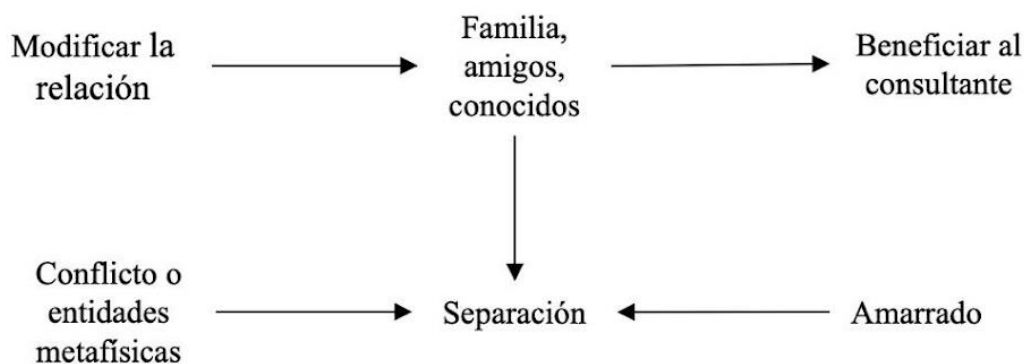 Modificar la
relación
Familia,
amigos,
conocidos
Beneficiar al
consultante
Conflicto o
entidades
metafísicas
Separación
Amarrado